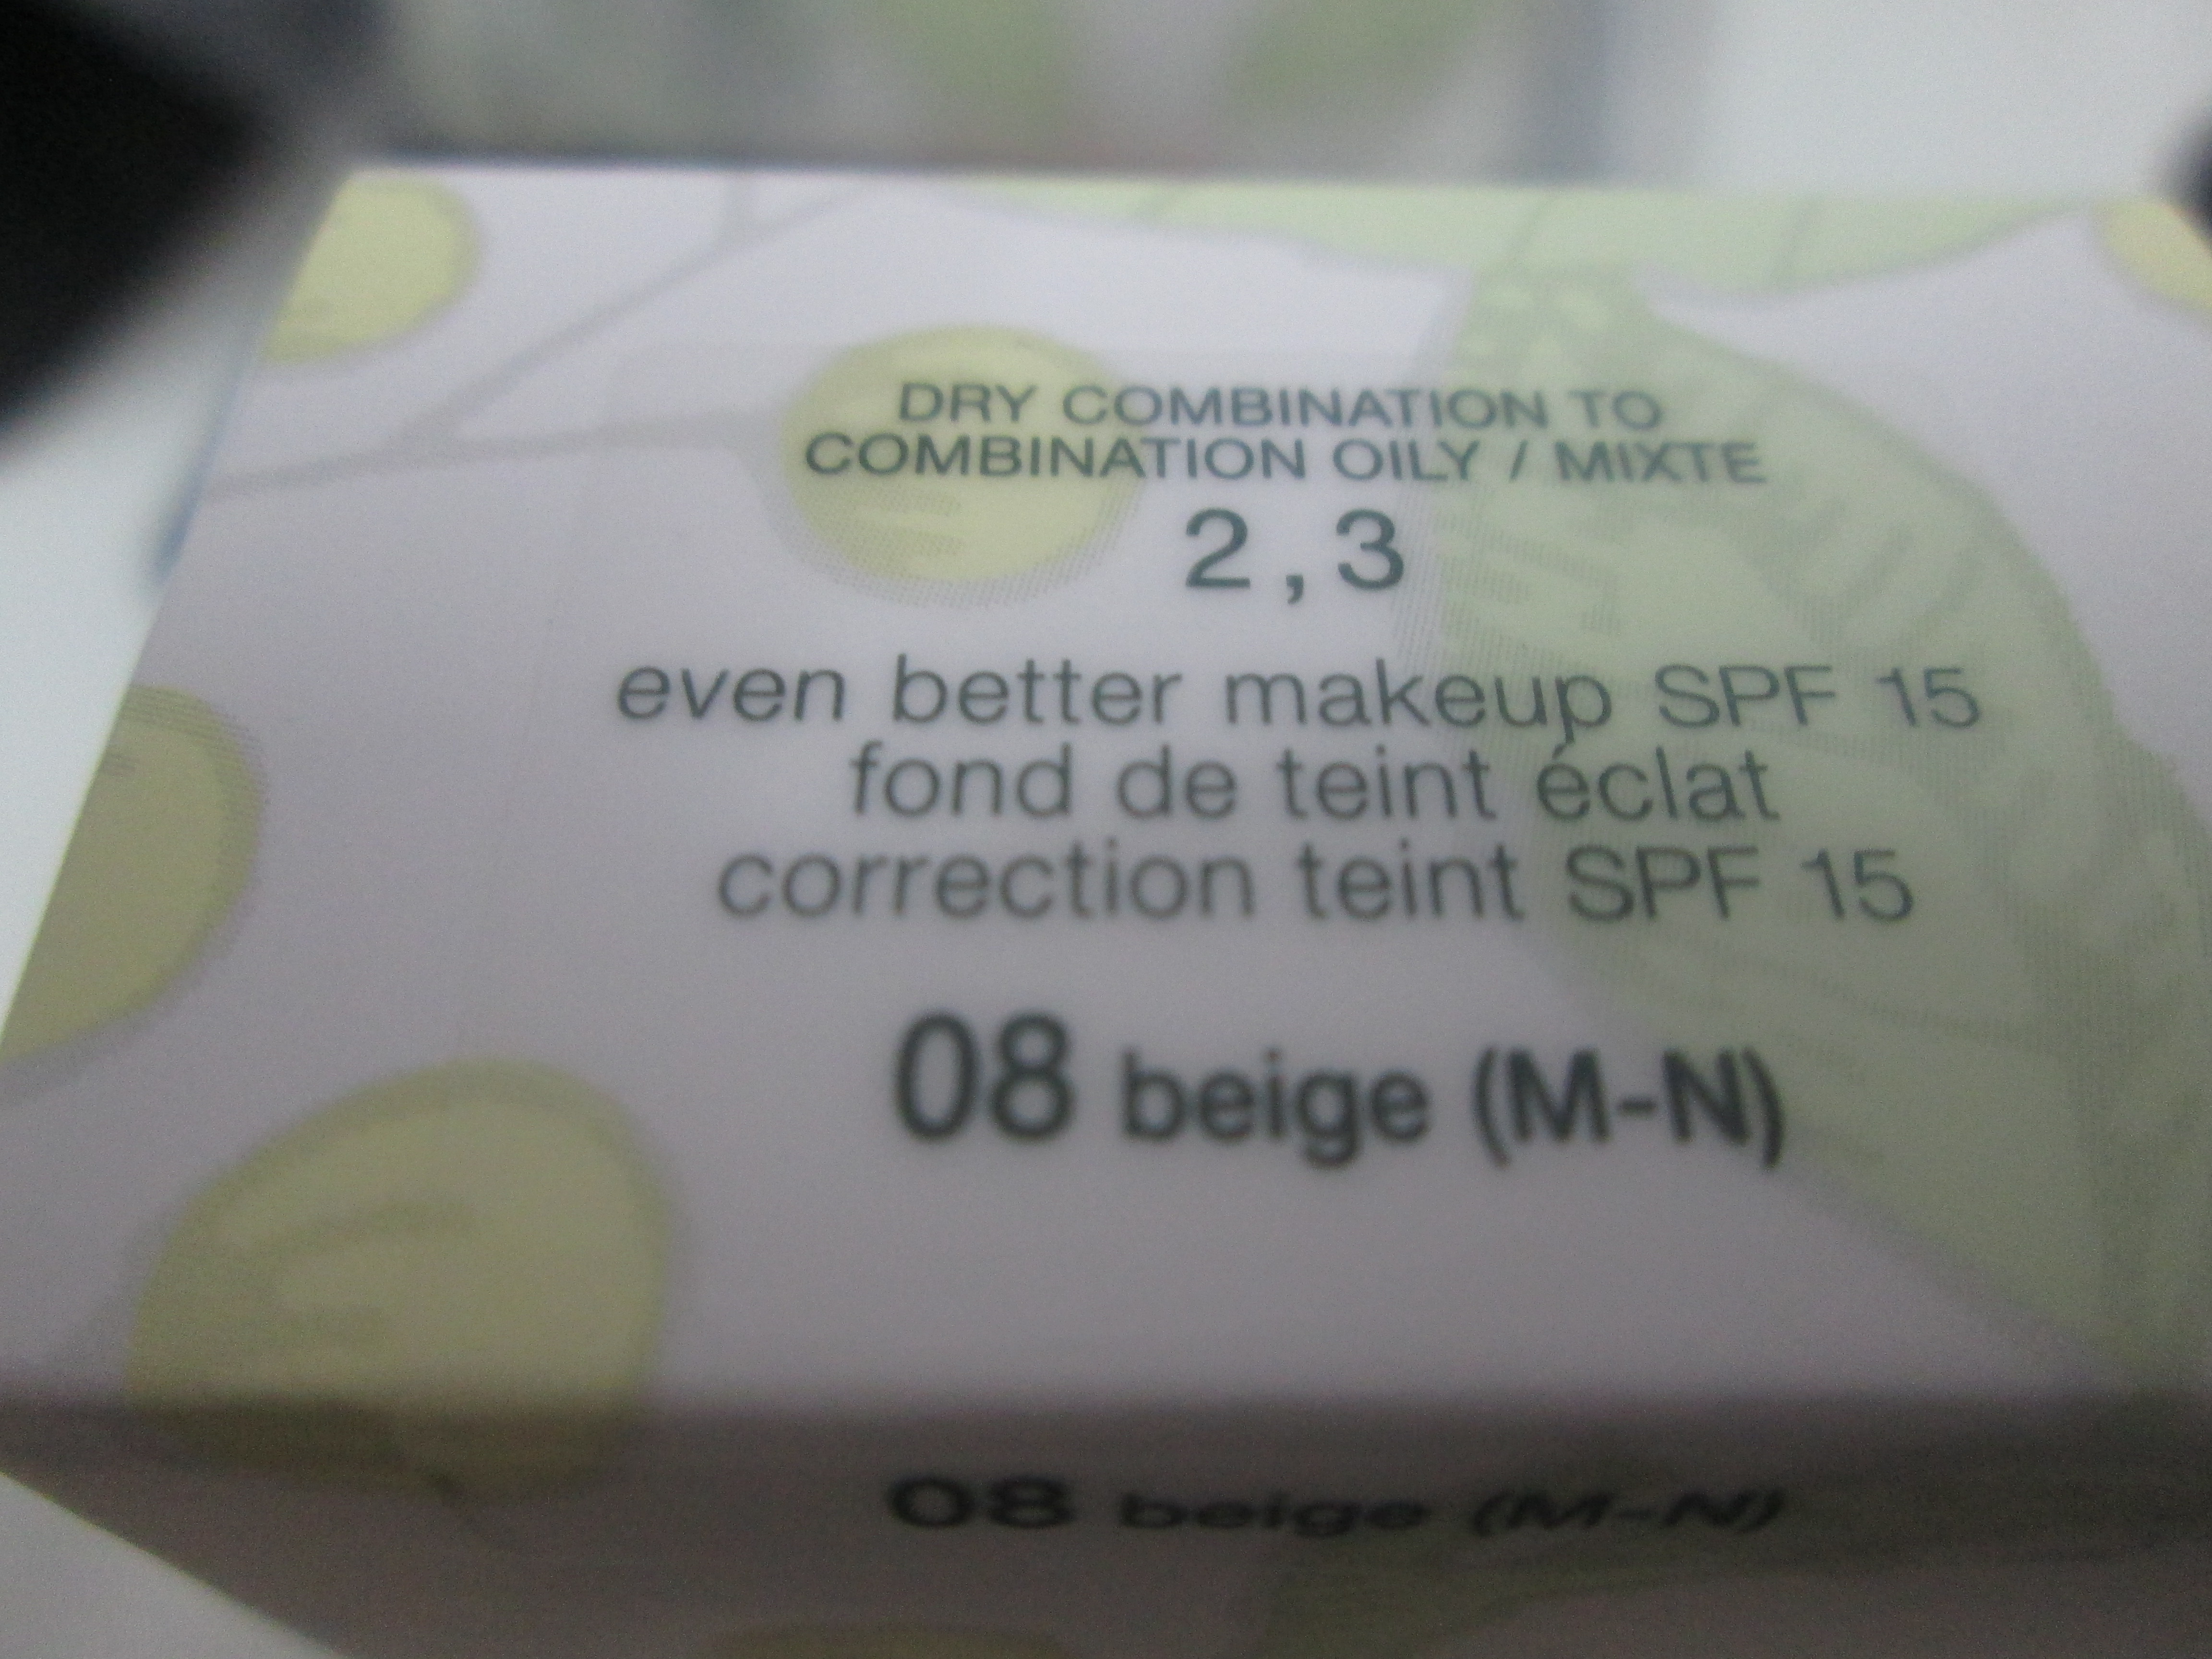 DRY COMBINATION TO
COMBINATION OILY / MIXTE
2,3
even better makeup SPF 15
fond de teint éclat
correction teint SPF 15
08 beige (M-N)
08 beige (M-N)